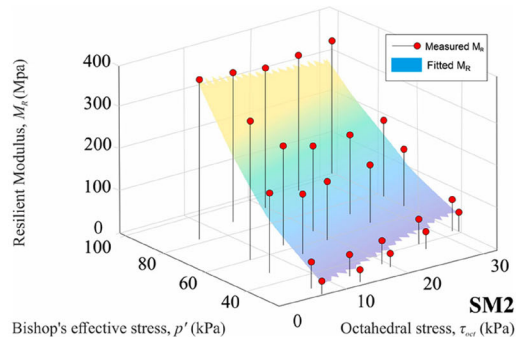 400
300
200
100
0
Resilient Modulus, M_R (Mpa)
Measured M_R
Fitted M_R
100
80
60
40
0
10
20
30
SM2
Bishop's effective stress, p′ (kPa)
Octahedral stress, τ_oct (kPa)